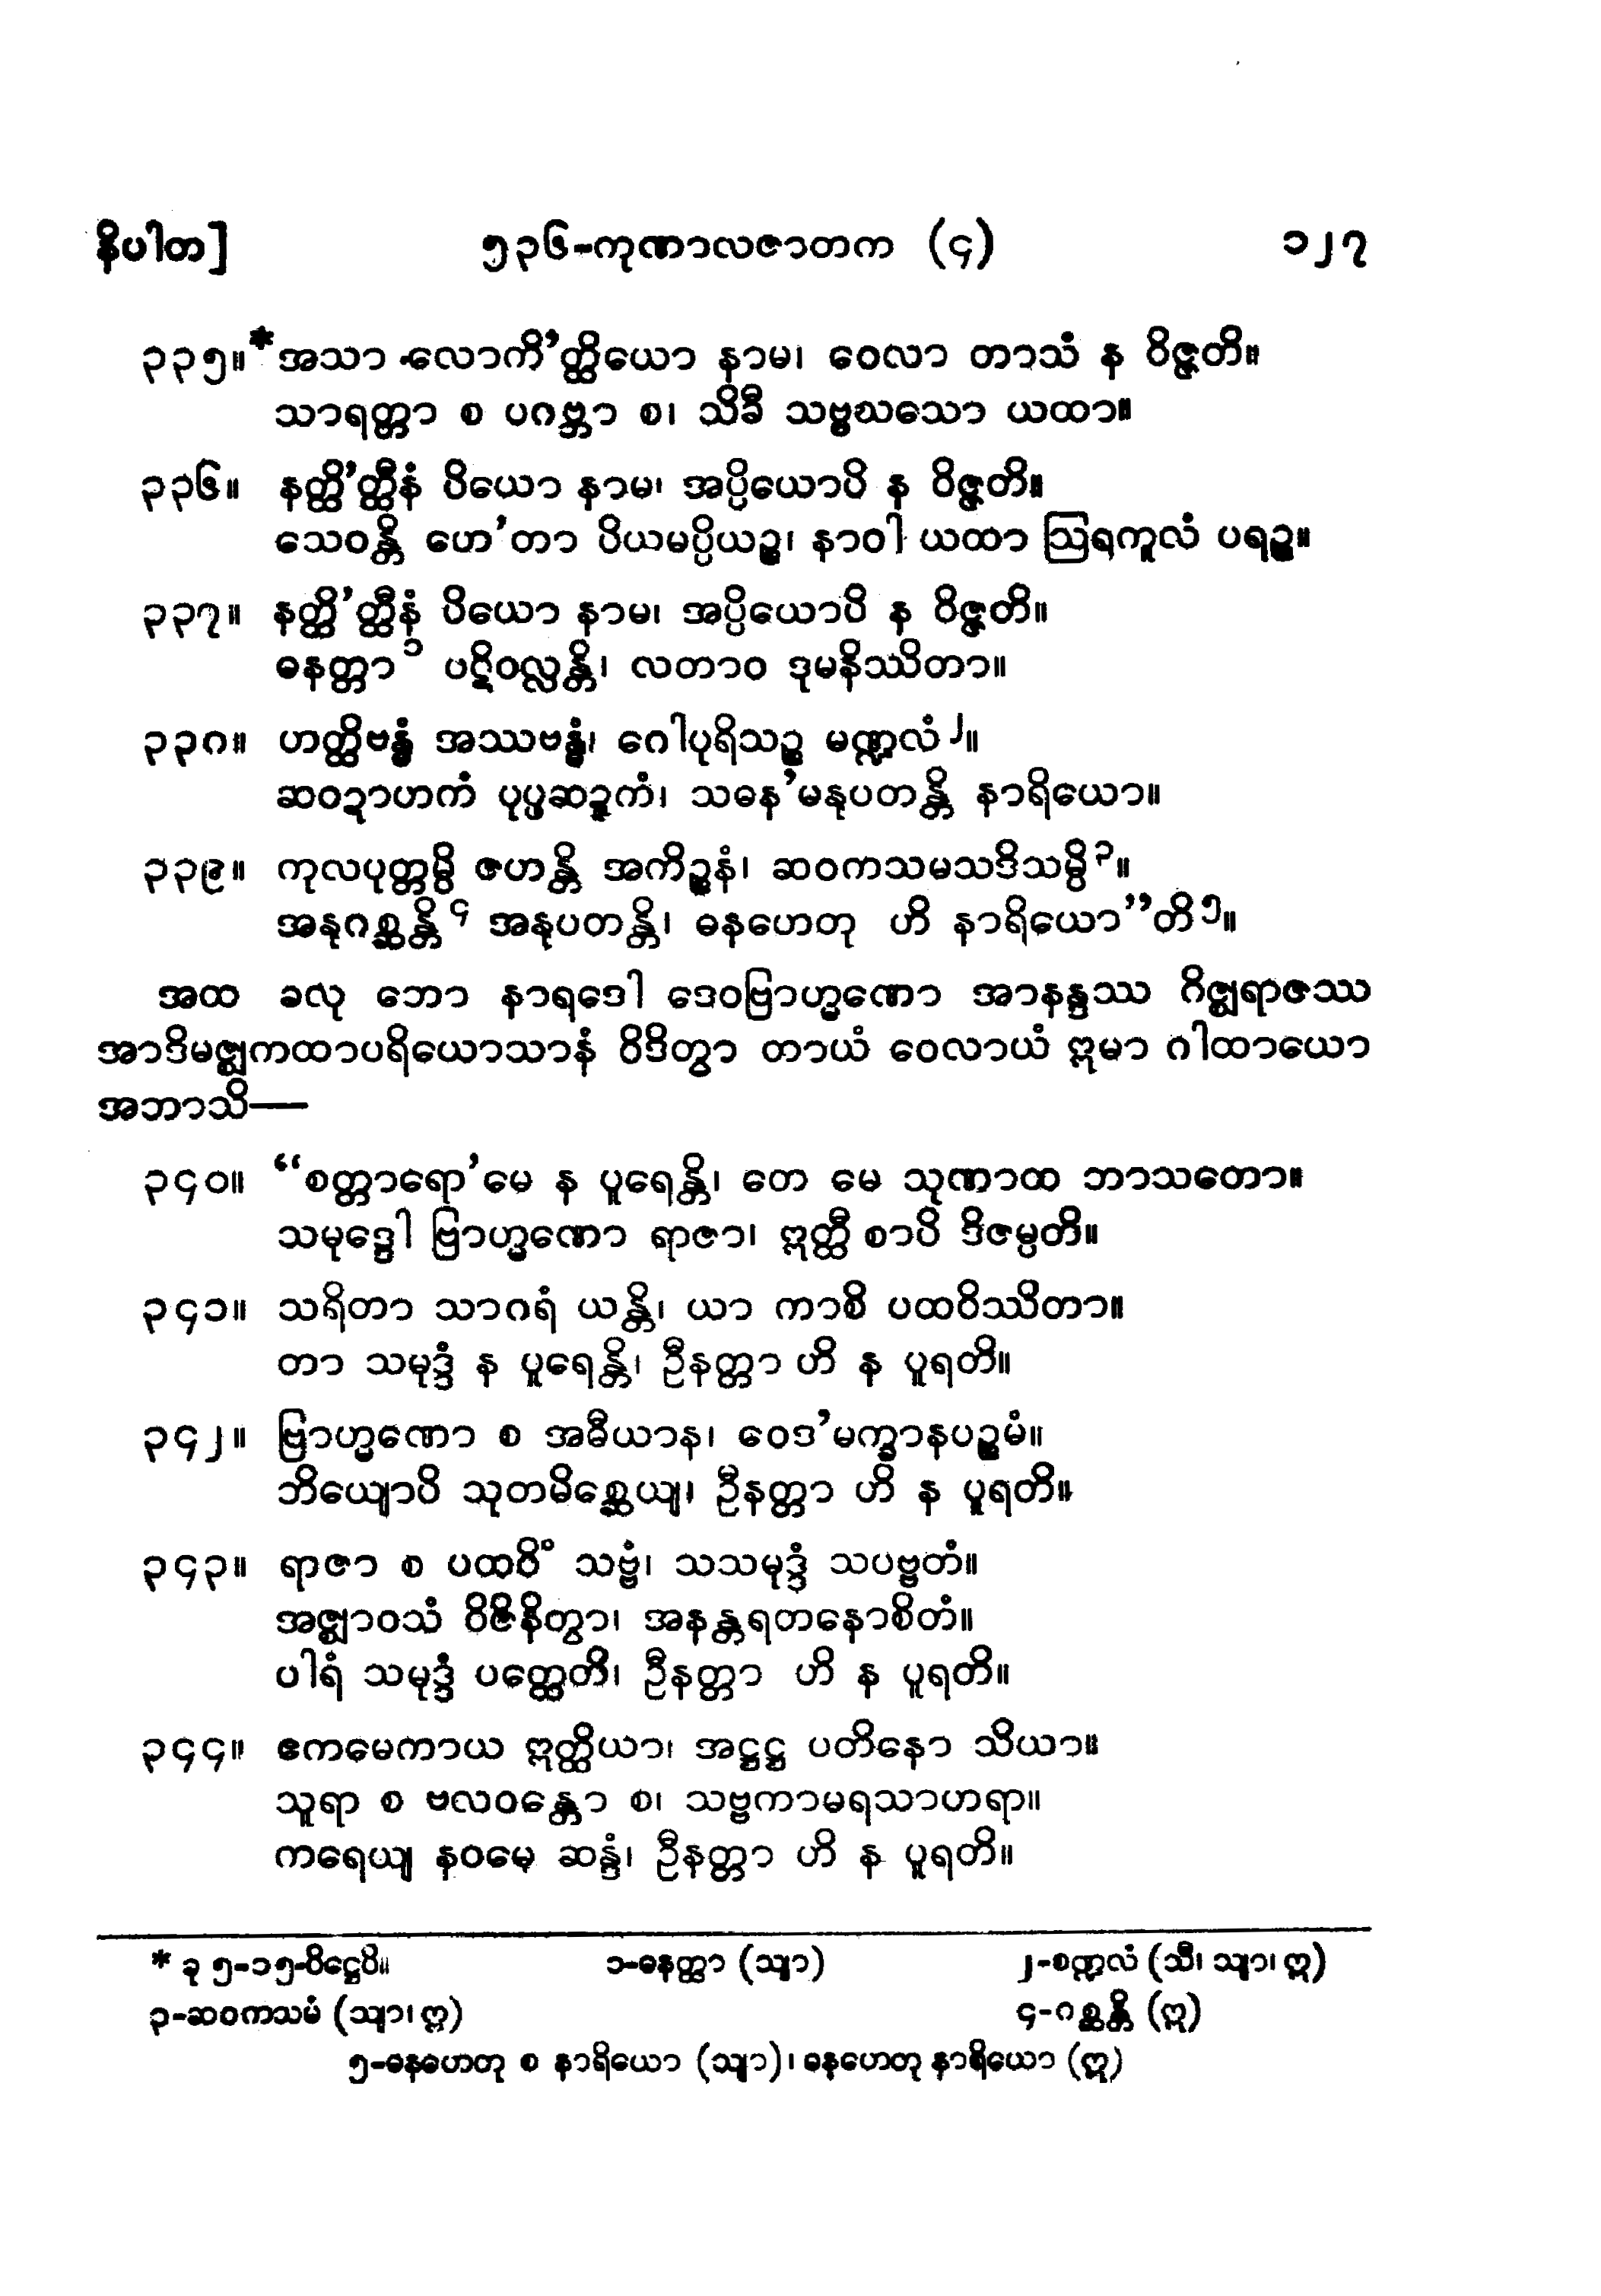 နိပါတ] ၅၃၆-ကုဏာလဇာတက (၄) ၁၂၇
၃၃၅။*အသာ လောကိ’တ္ထိယော နာမ၊ ဝေလာ တာသံ န ဝိဇ္ဇတိ။
သာရတ္တာ စ ပဂဗ္ဘာ စ၊ သိခီ သဗ္ဗဃသော ယထာ။
၃၃၆။ နတ္ထိ’တ္ထီနံ ပိယော နာမ၊ အပ္ပိယောပိ န ဝိဇ္ဇတိ။
သေဝန္တိ ဟေ’တာ ပိယမပ္ပိယဉ္စ၊ နာဝါ ယထာ ဩရကူလံ ပရဉ္စ။
၃၃၇။ နတ္ထိ’တ္ထီနံ ပိယော နာမ၊ အပ္ပိယောပိ န ဝိဇ္ဇတိ။
ဓနတ္တာ ၁ ပဋိဝလ္လန္တိ၊ လတာဝ ဒုမနိဿိတာ။
၃၃၈။ ဟတ္ထိဗန္ဓံ အဿဗန္ဓံ၊ ဂေါပုရိသဉ္စ မဏ္ဍလံ ၂။
ဆဝဍာဟကံ ပုပ္ဖဆဍ္ဍကံ၊ သဓန’မနုပတန္တိ နာရိယော။
၃၃၉။ ကုလပုတ္တမ္ပိ ဇဟန္တိ အကိဉ္စနံ၊ ဆဝကသမသဒိသမ္ပိ ၃။
အနုဂစ္ဆန္တိ ၄ အနုပတန္တိ၊ ဓနဟေတု ဟိ နာရိယော”တိ ၅။
အထ ခလု ဘော နာရဒေါ ဒေဝဗြာဟ္မဏော အာနန္ဒဿ ဂိဇ္ဈရာဇဿ
အာဒိမဇ္ဈကထာပရိယောသာနံ ဝိဒိတွာ တာယံ ဝေလာယံ ဣမာ ဂါထာယော
အဘာသိ—
၃၄၀။ “စတ္တာရော’မေ န ပူရေန္တိ၊ တေ မေ သုဏာထ ဘာသတော။
သမုဒ္ဒေါ ဗြာဟ္မဏော ရာဇာ၊ ဣတ္ထီ စာပိ ဒိဇမ္ပတိ။
၃၄၁။ သရိတာ သာဂရံ ယန္တိ၊ ယာ ကာစိ ပထဝိဿိတာ။
တာ သမုဒ္ဒံ န ပူရေန္တိ၊ ဦနတ္တာ ဟိ န ပူရတိ။
၃၄၂။ ဗြာဟ္မဏော စ အဓီယာန၊ ဝေဒ’မက္ခာနပဉ္စမံ။
ဘိယျောပိ သုတမိစ္ဆေယျ၊ ဦနတ္တာ ဟိ န ပူရတိ။
၃၄၃။ ရာဇာ စ ပထဝိံ သဗ္ဗံ၊ သသမုဒ္ဒံ သပဗ္ဗတံ။
အဇ္ဈာဝသံ ဝိဇိနိတွာ၊ အနန္တရတနောစိတံ။
ပါရံ သမုဒ္ဒံ ပတ္ထေတိ၊ ဦနတ္တာ ဟိ န ပူရတိ။
၃၄၄။ ဧကမေကာယ ဣတ္ထိယာ၊ အဋ္ဌဋ္ဌ ပတိနော သိယာ။
သူရာ စ ဗလဝန္တော စ၊ သဗ္ဗကာမရသာဟရာ။
ကရေယျ နဝမေ ဆန္ဒံ၊ ဦနတ္တာ ဟိ န ပူရတိ။
* ခု ၅-၁၅-ပိဋ္ဌေပိ။ ၁-ဓနတ္ထာ (သျာ) ၂-စဏ္ဍလံ (သီ၊ သျာ၊ ဣ)
၃-ဆဝကသမံ (သျာ၊ ဣ) ၄-ဂစ္ဆန္တိ (ဣ)
၅-ဓနဟေတု စ နာရိယော (သျာ)၊ ဓနဟေတု နာရိယော (ဣ)